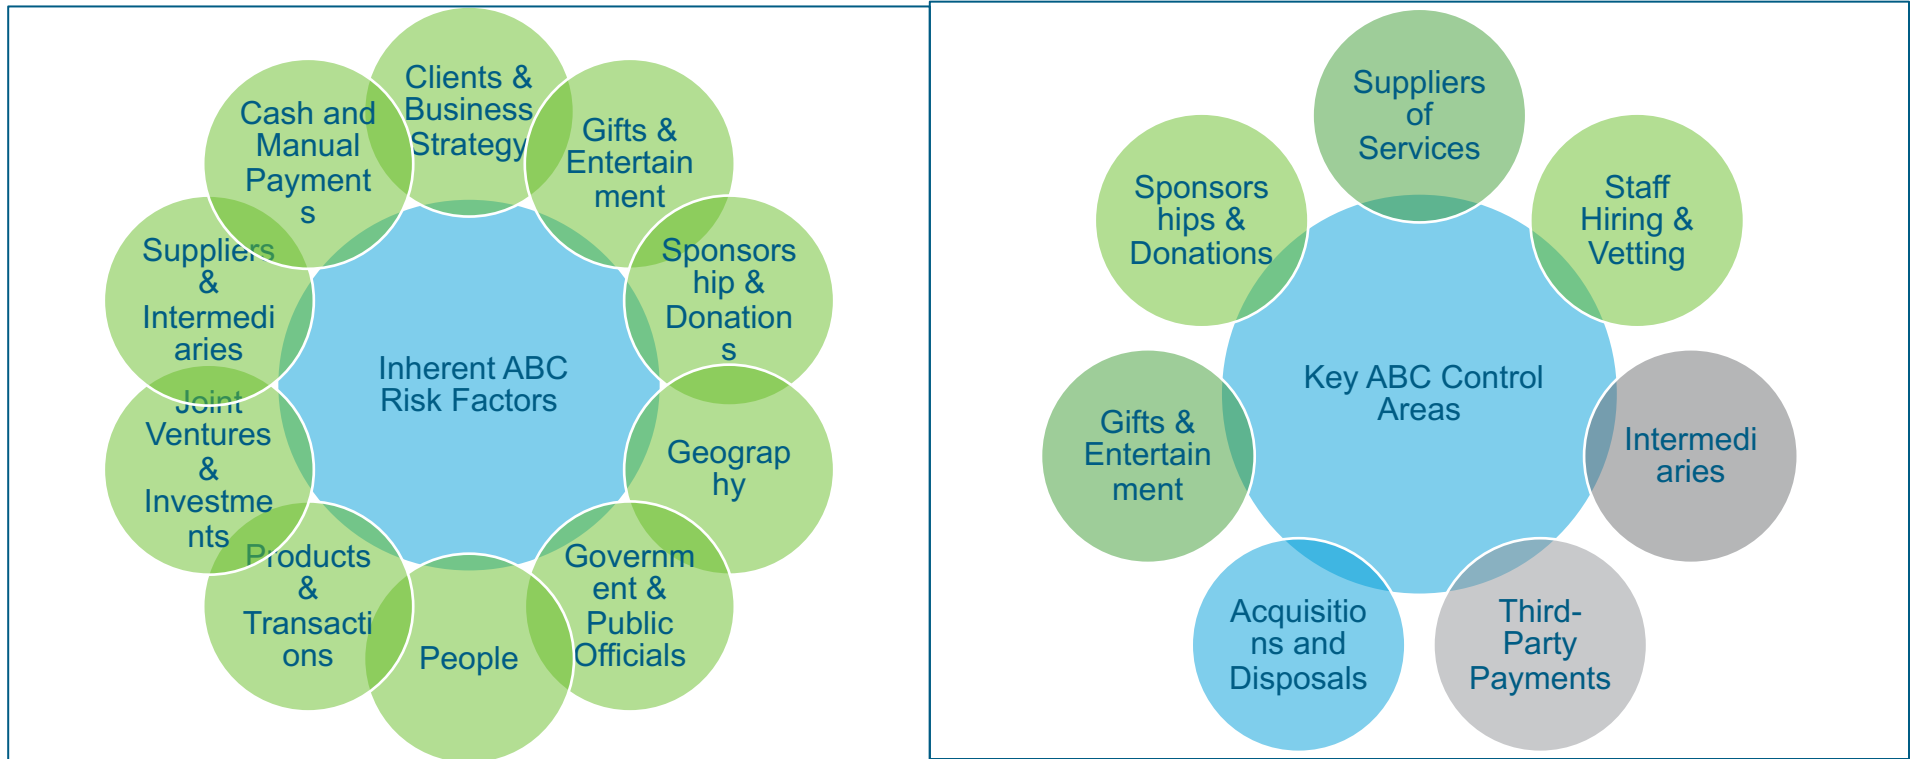 Clients &
Business
Strategy
Gifts &
Entertain
ment
Sponsors
hip &
Donation
s
Geograp
hy
Governm
ent &
Public
Officials
People
Products
&
Transacti
ons
Joint
Ventures
&
Investme
nts
Suppliers
&
Intermedi
aries
Cash and
Manual
Payment
s
Inherent ABC
Risk Factors
Suppliers
of
Services
Staff
Hiring &
Vetting
Intermedi
aries
Third-
Party
Payments
Acquisitio
ns and
Disposals
Gifts &
Entertain
ment
Sponsors
hips &
Donations
Key ABC Control
Areas